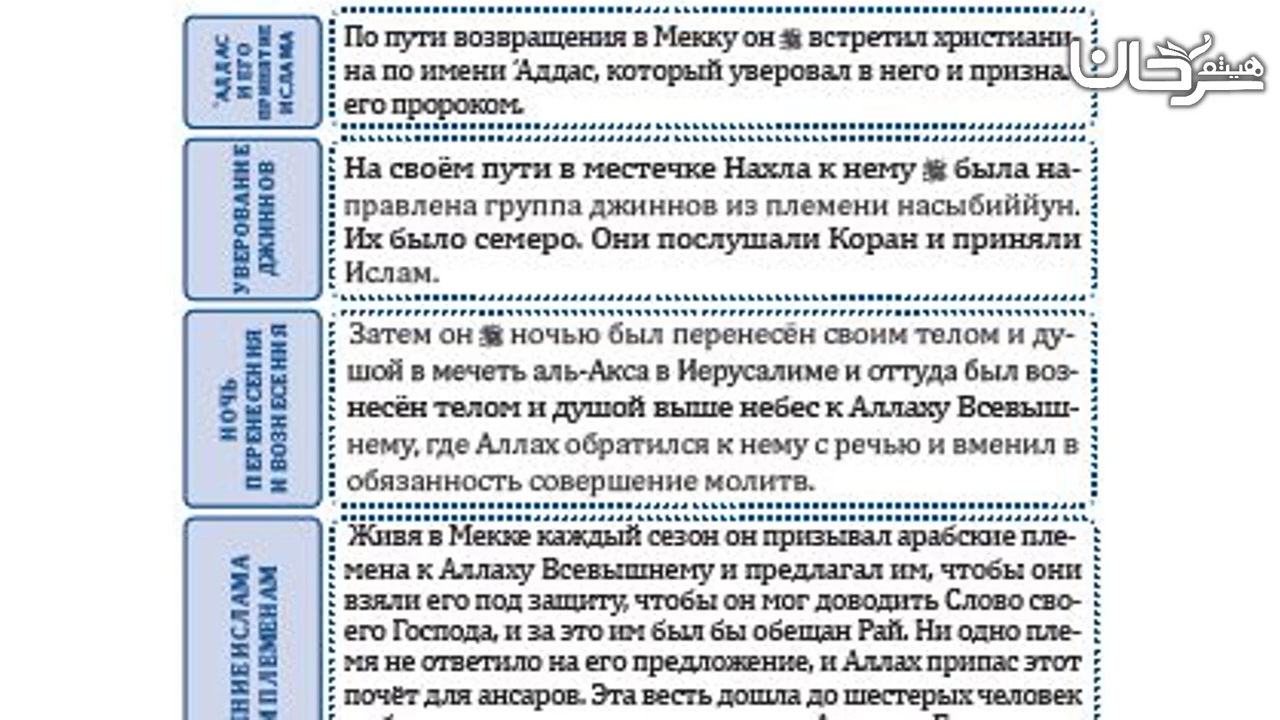 ʿАДДАС
И ЕГО
ПРИНЯТИЕ
ИСЛАМА
По пути возвращения в Мекку он ﷺ встретил христиани-
на по имени ʿАддас, который уверовал в него и призна
его пророком.
УВЕРОВАНИЕ
ДЖИННОВ
На своём пути в местечке Нахла к нему ﷺ была на-
правлена группа джиннов из племени насыбиййун.
Их было семеро. Они послушали Коран и приняли
Ислам.
НОЧЬ
ПЕРЕНЕСЕНИЯ
И ВОЗНЕСЕНИЯ
Затем он ﷺ ночью был перенесён своим телом и ду-
шой в мечеть аль-Акса в Иерусалиме и оттуда был воз-
несён телом и душой выше небес к Аллаху Всевыш-
нему, где Аллах обратился к нему с речью и вменил в
обязанность совершение молитв.
НИЕ ИСЛАМА
ПЛЕМЕНАМ
Живя в Мекке каждый сезон он призывал арабские пле-
мена к Аллаху Всевышнему и предлагал им, чтобы они
взяли его под защиту, чтобы он мог доводить Слово сво-
его Господа, и за это им был бы обещан Рай. Ни одно пле-
мя не ответило на его предложение, и Аллах припас этот
почёт для ансаров. Эта весть дошла до шестерых человек
هيتو
سرحان